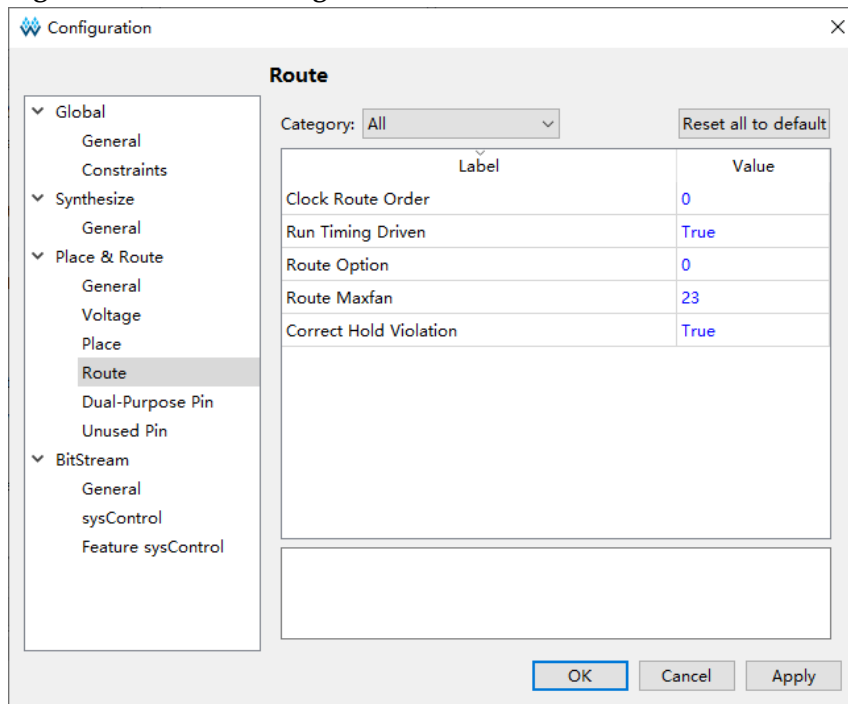 Configuration
Route
Global
General
Constraints
Synthesize
General
Place & Route
General
Voltage
Place
Route
Dual-Purpose Pin
Unused Pin
BitStream
General
sysControl
Feature sysControl
Category: All
Reset all to default
Label Value
Clock Route Order 0
Run Timing Driven True
Route Option 0
Route Maxfan 23
Correct Hold Violation True
OK Cancel Apply